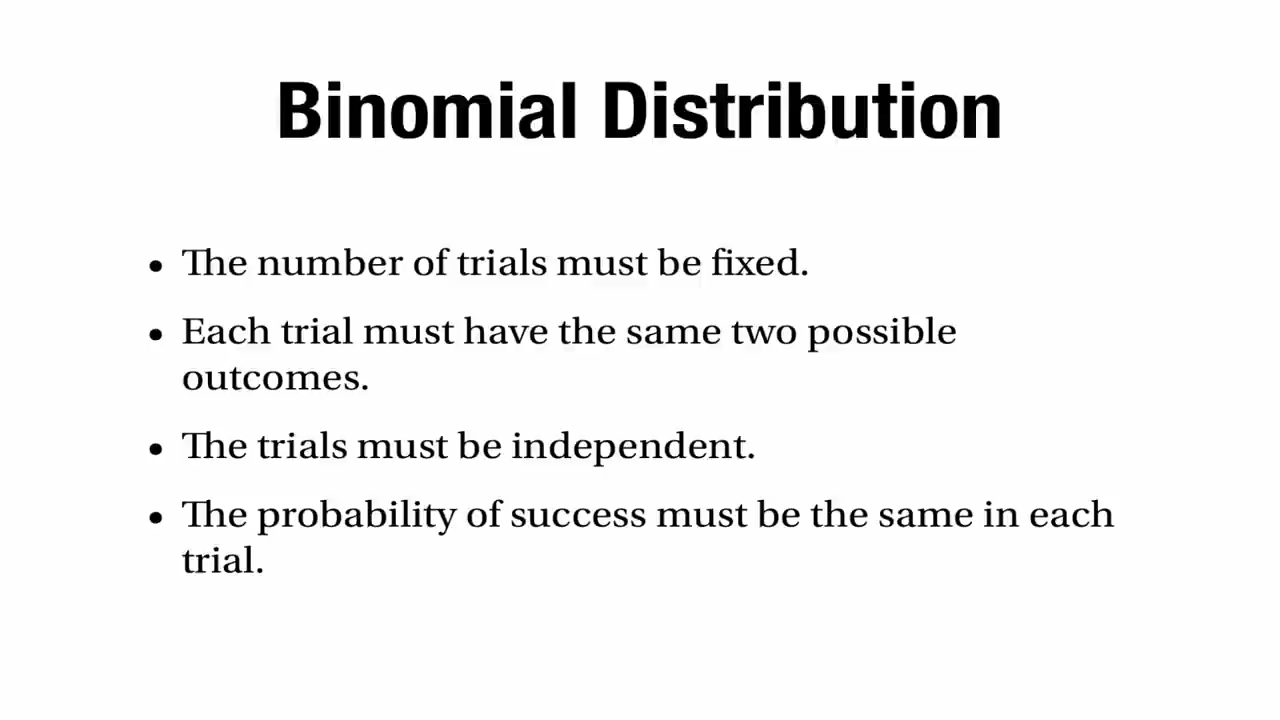 Binomial Distribution
• The number of trials must be fixed.
• Each trial must have the same two possible
outcomes.
• The trials must be independent.
• The probability of success must be the same in each
trial.